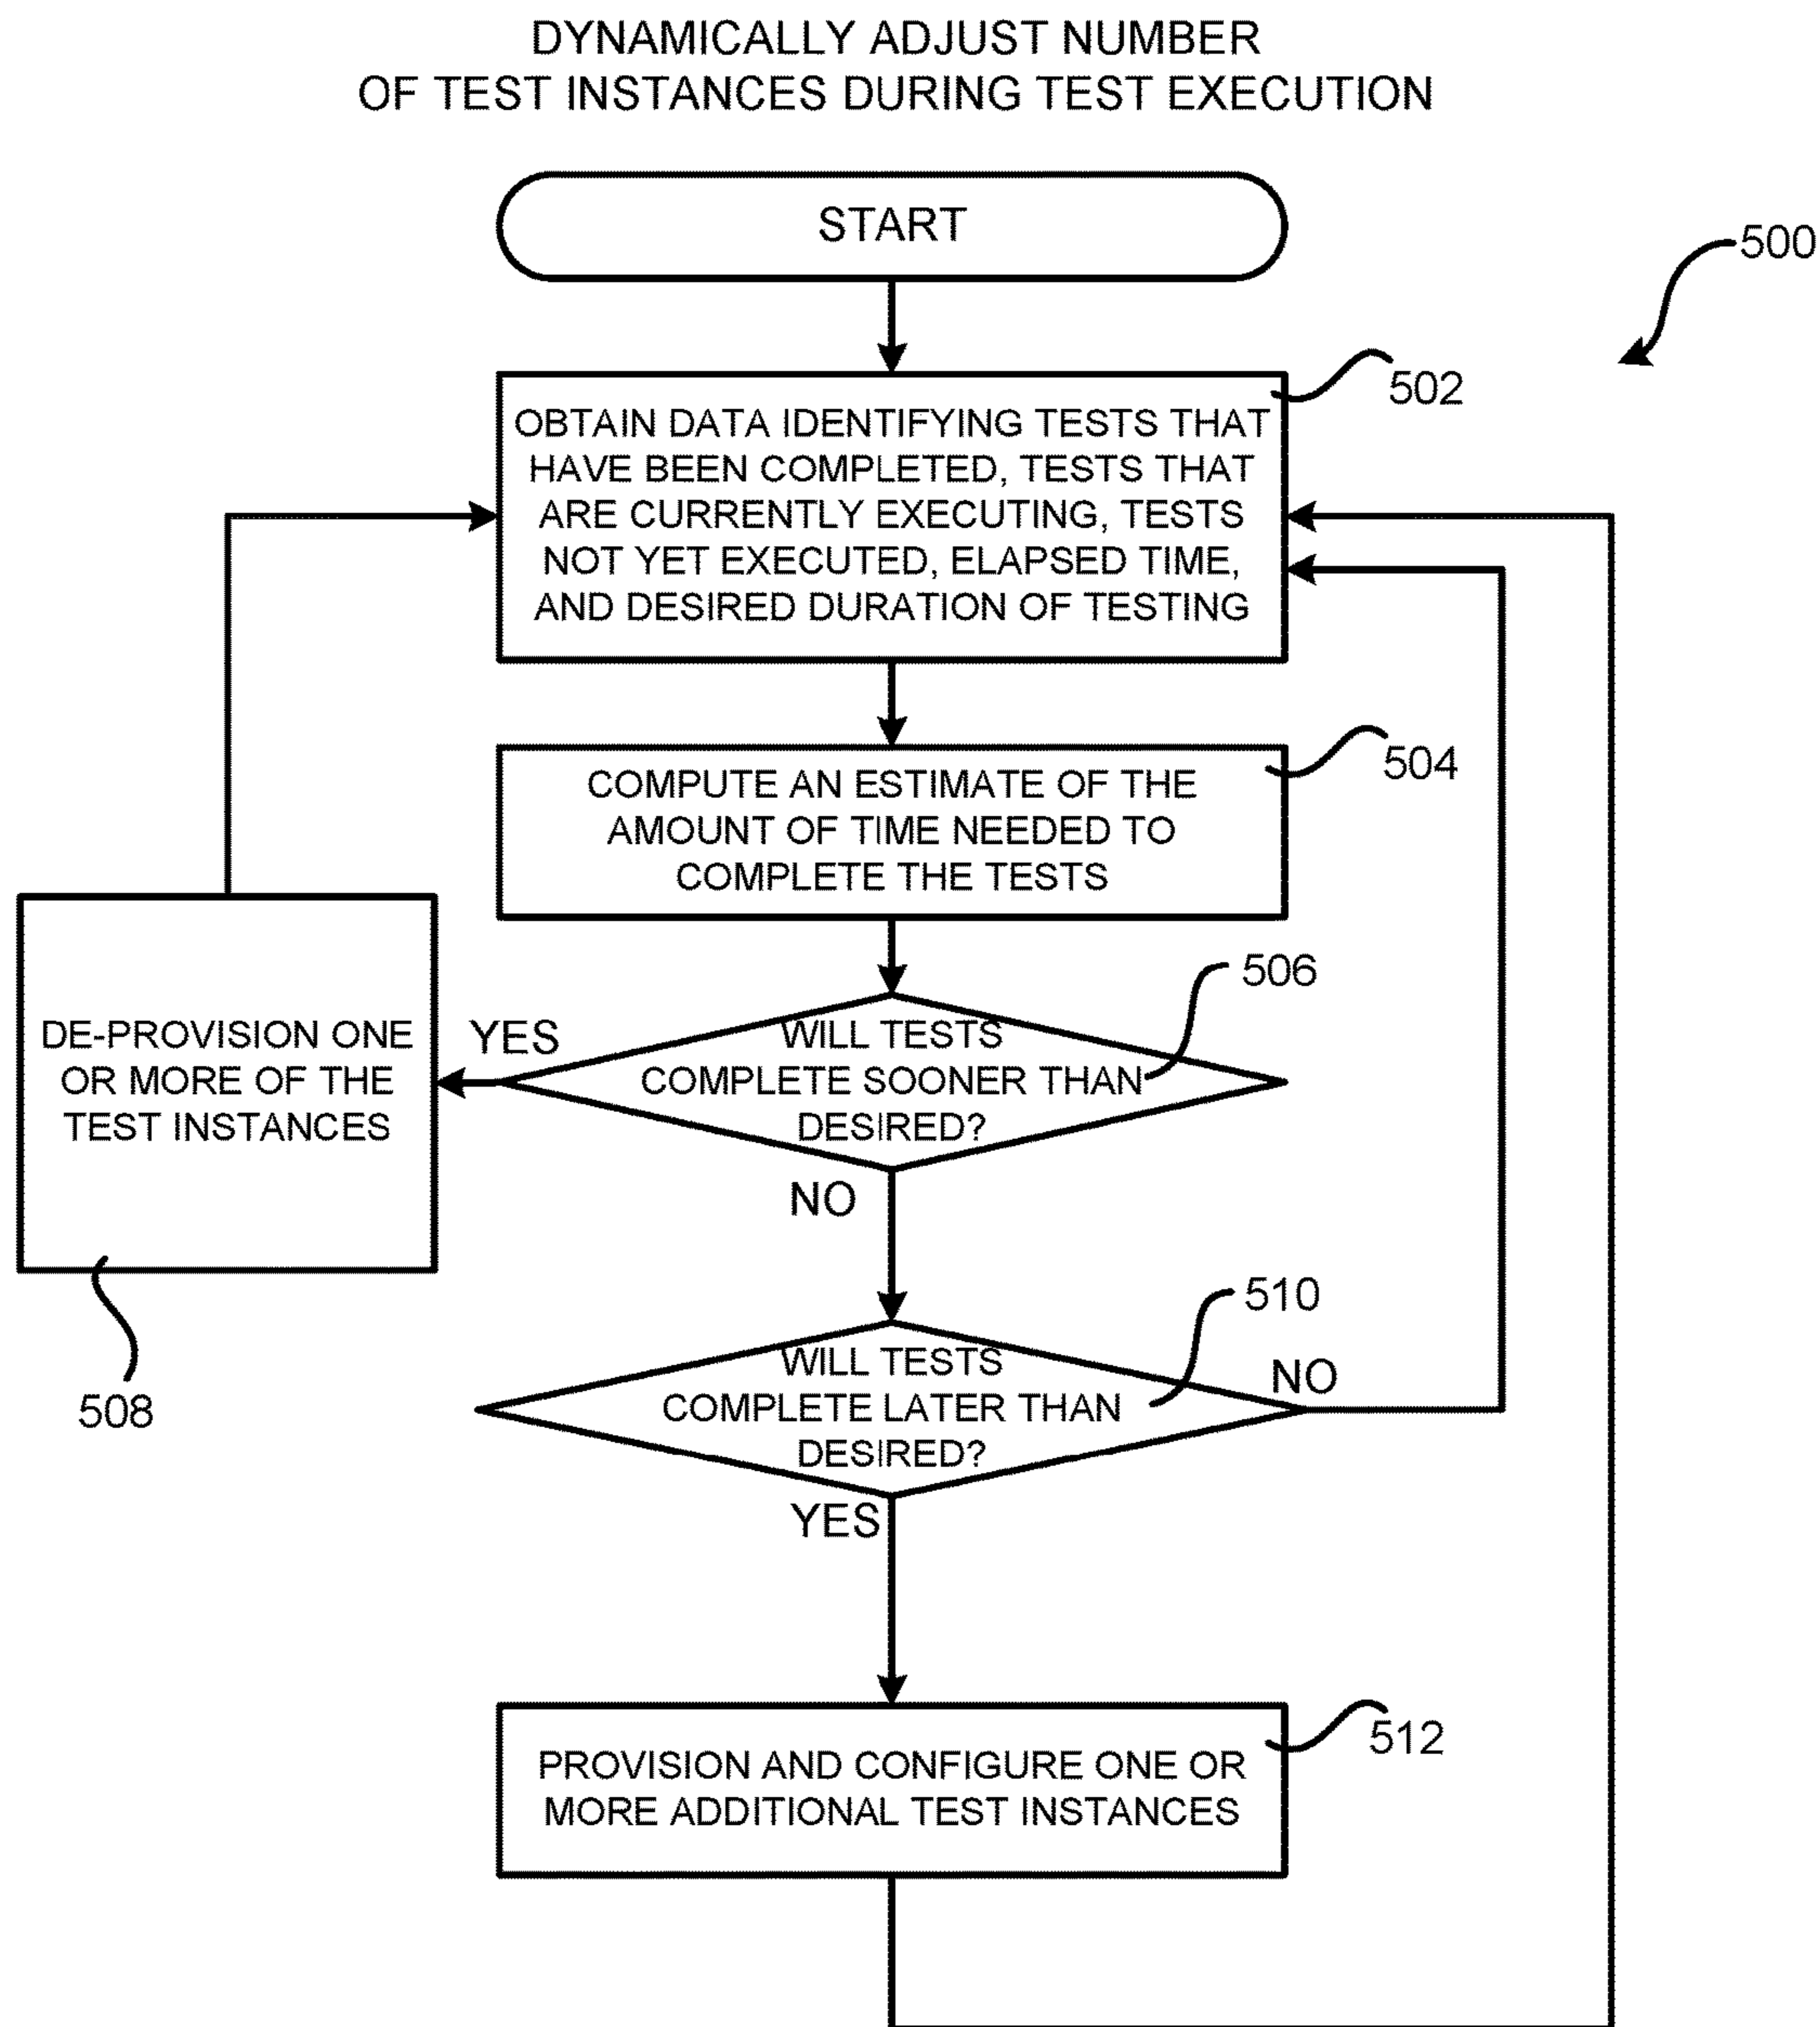 DYNAMICALLY ADJUST NUMBER
OF TEST INSTANCES DURING TEST EXECUTION
START
500
502
OBTAIN DATA IDENTIFYING TESTS THAT
HAVE BEEN COMPLETED, TESTS THAT
ARE CURRENTLY EXECUTING, TESTS
NOT YET EXECUTED, ELAPSED TIME,
AND DESIRED DURATION OF TESTING
504
COMPUTE AN ESTIMATE OF THE
AMOUNT OF TIME NEEDED TO
COMPLETE THE TESTS
506
WILL TESTS
COMPLETE SOONER THAN
DESIRED?
YES
DE-PROVISION ONE
OR MORE OF THE
TEST INSTANCES
508
NO
510
WILL TESTS
COMPLETE LATER THAN
DESIRED?
NO
YES
512
PROVISION AND CONFIGURE ONE OR
MORE ADDITIONAL TEST INSTANCES